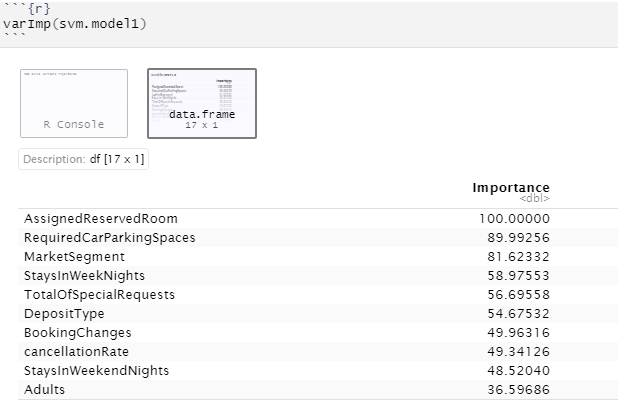 ```{r}
varImp(svm.model1)
```
R Console
data.frame
17 x 1
Description: df [17 x 1]
Importance
<dbl>
AssignedReservedRoom 100.00000
RequiredCarParkingSpaces 89.99256
MarketSegment 81.62332
StaysInWeekNights 58.97553
TotalOfSpecialRequests 56.69558
DepositType 54.67532
BookingChanges 49.96316
cancellationRate 49.34126
StaysInWeekendNights 48.52040
Adults 36.59686